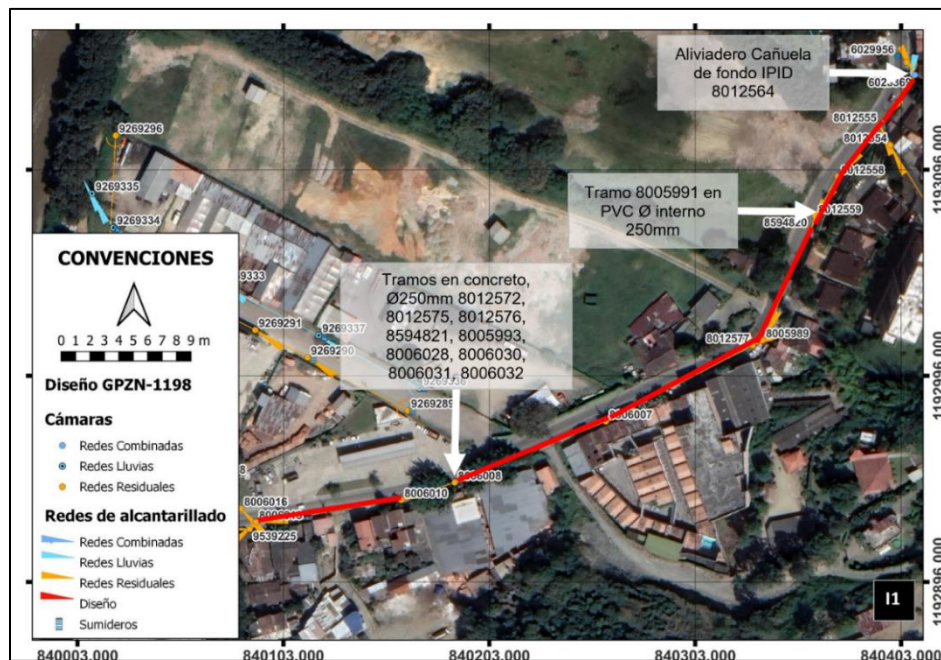 Aliviadero Cañuela
de fondo IPID
8012564
6029956
8012555
8012558
Tramo 8005991 en
PVC Ø interno
250mm
8012559
8594820
9269296
9269335
9269334
Tramos en concreto,
Ø250mm 8012572,
8012575, 8012576,
8594821, 8005993,
8006028, 8006030,
8006031, 8006032
9269291
9269337
9269290
9269289
8012577
8005989
8006007
8006008
8006010
8006016
9539225
CONVENCIONES
0 1 2 3 4 5 6 7 8 9 m
Diseño GPZN-1198
Cámaras
Redes Combinadas
Redes Lluvias
Redes Residuales
Redes de alcantarillado
Redes Combinadas
Redes Lluvias
Redes Residuales
Diseño
Sumideros
I1
1193096.000
1192996.000
1192896.000
840003.000
840103.000
840203.000
840303.000
840403.000